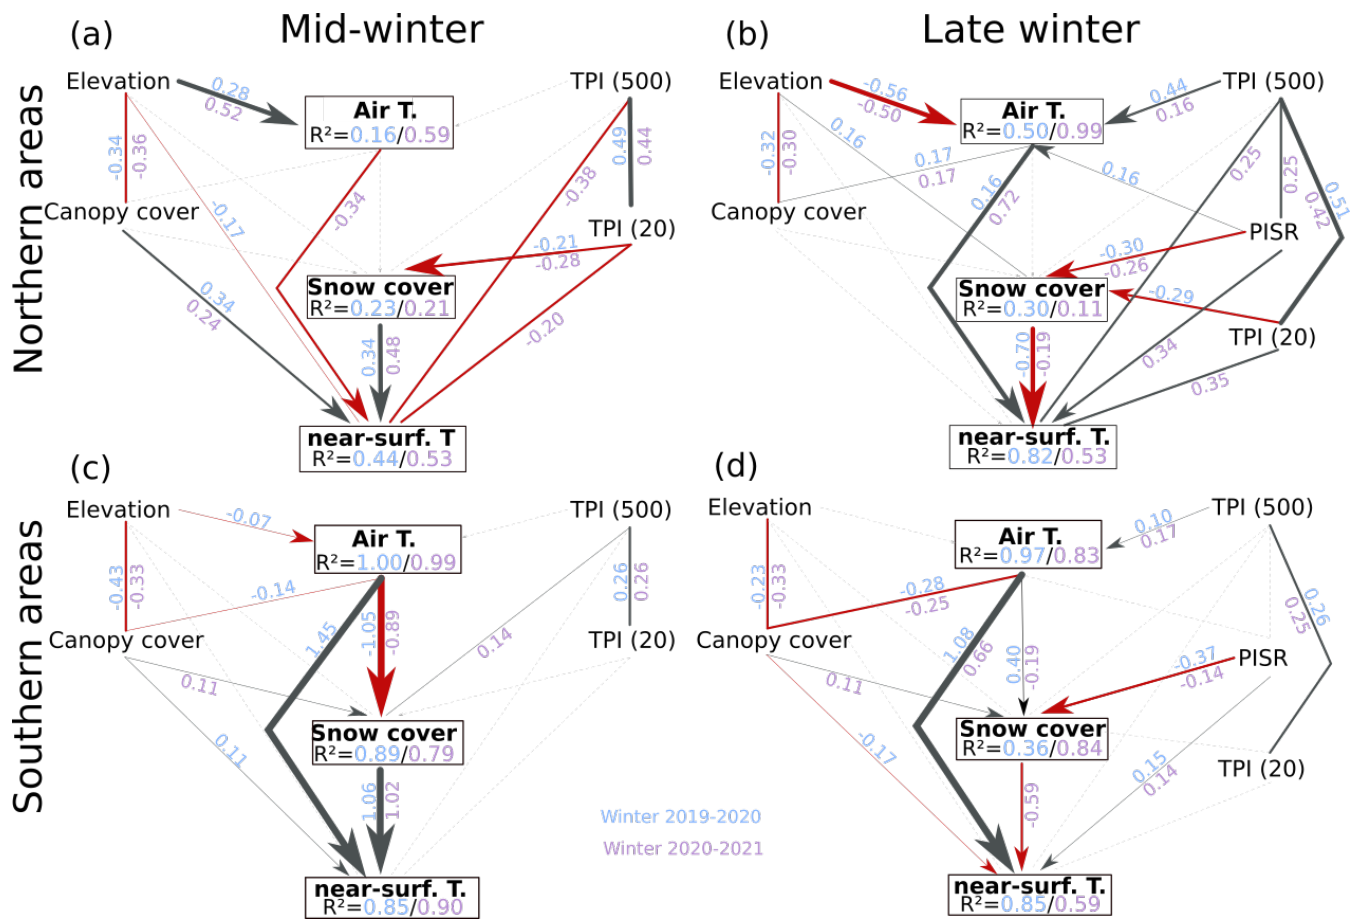 (a)
Mid-winter
(b)
Late winter
Northern areas
Southern areas
Elevation
0.28
0.52
Air T.
R²=0.16/0.59
TPI (500)
-0.34
-0.36
0.49
0.44
-0.38
-0.34
-0.17
Canopy cover
TPI (20)
-0.21
-0.28
Snow cover
R²=0.23/0.21
0.34
0.24
0.34
0.48
-0.20
near-surf. T
R²=0.44/0.53
Elevation
-0.56
-0.50
Air T.
R²=0.50/0.99
0.44
0.16
TPI (500)
-0.32
-0.30
0.16
0.17
0.17
0.16
0.72
0.16
0.25
0.25
0.51
0.42
Canopy cover
PISR
-0.30
-0.26
Snow cover
R²=0.30/0.11
-0.29
TPI (20)
-0.70
-0.19
0.34
0.35
near-surf. T.
R²=0.82/0.53
(c)
Elevation
-0.07
Air T.
R²=1.00/0.99
TPI (500)
-0.43
-0.33
-0.14
0.26
0.26
Canopy cover
1.45
-1.05
-0.89
0.14
TPI (20)
0.11
0.11
Snow cover
R²=0.89/0.79
1.06
1.02
near-surf. T.
R²=0.85/0.90
Winter 2019-2020
Winter 2020-2021
(d)
Elevation
Air T.
R²=0.97/0.83
0.10
0.17
TPI (500)
-0.23
-0.33
-0.28
-0.25
0.26
0.25
Canopy cover
1.08
0.66
0.40
-0.19
PISR
-0.37
-0.14
0.11
-0.17
Snow cover
R²=0.36/0.84
TPI (20)
-0.59
0.15
0.14
near-surf. T.
R²=0.85/0.59